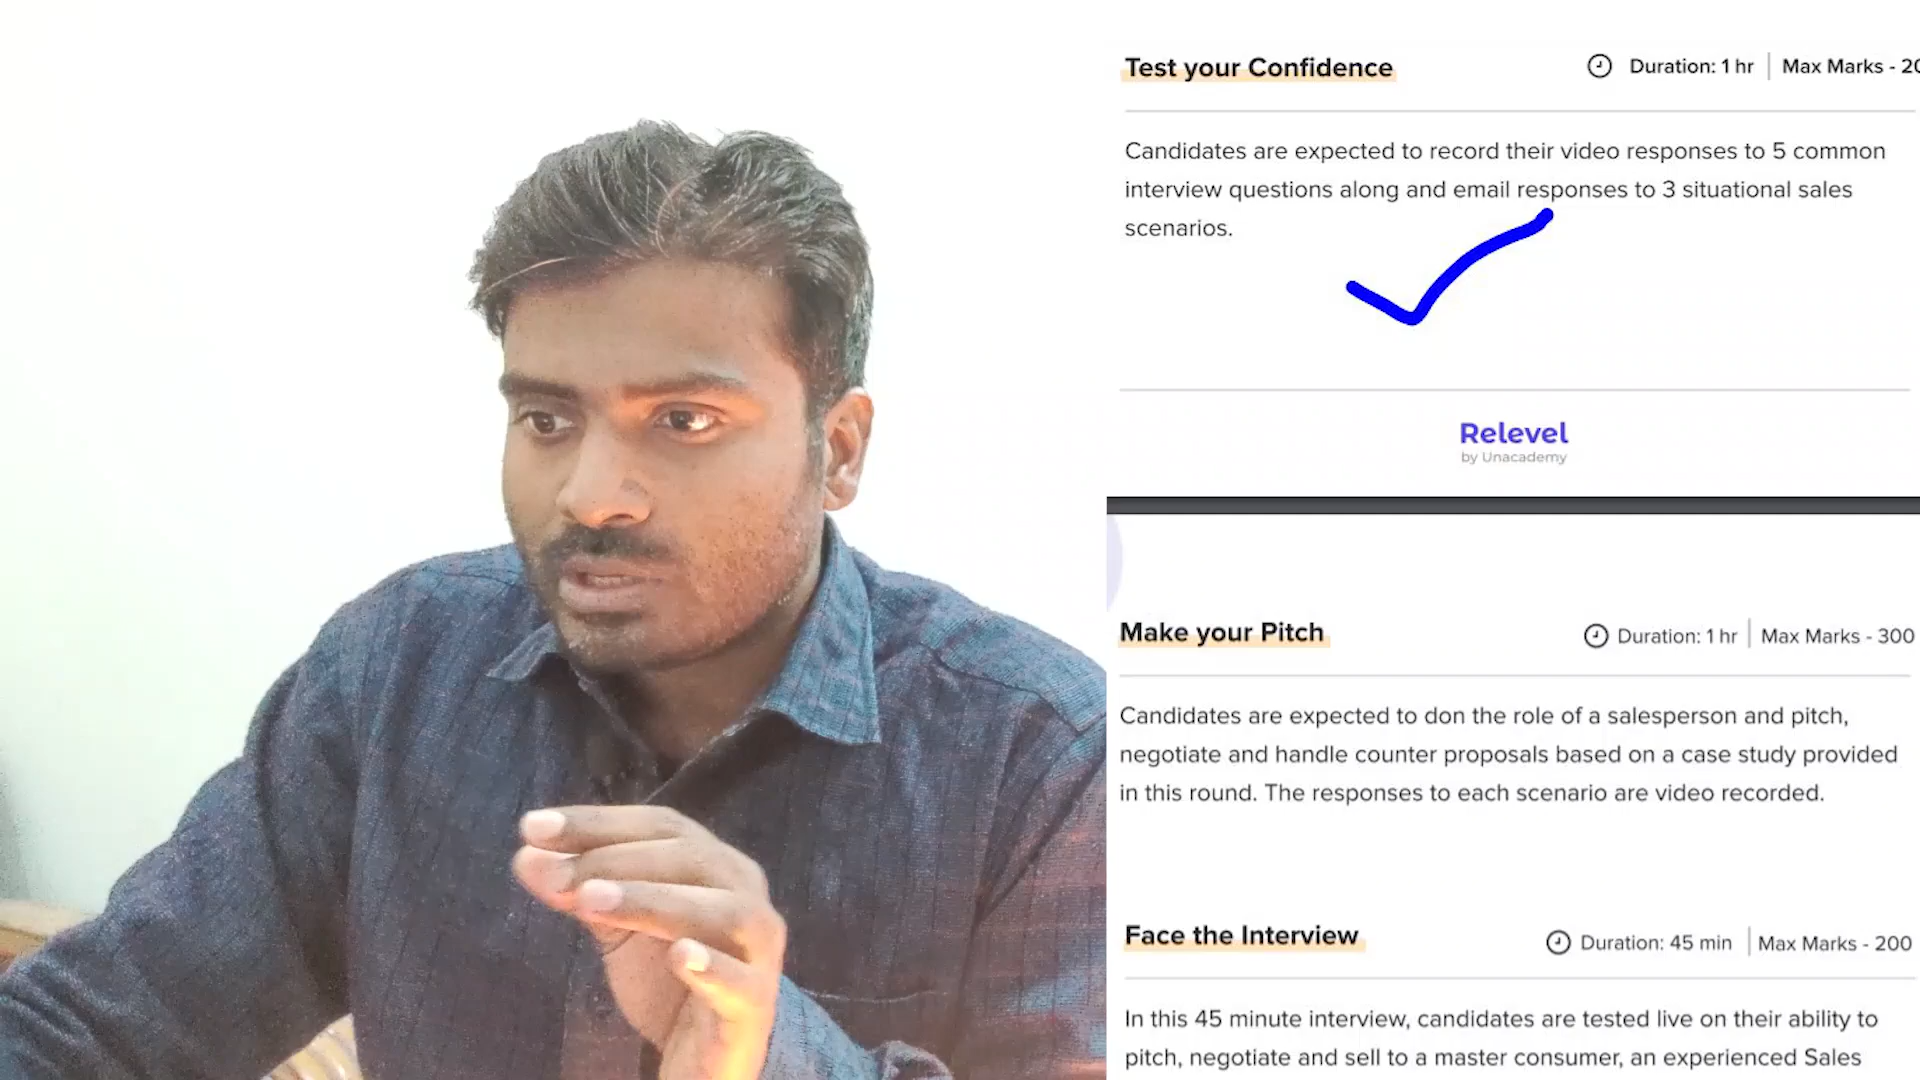 Test your Confidence
Duration: 1 hr
Max Marks - 20
Candidates are expected to record their video responses to 5 common
interview questions along and email responses to 3 situational sales
scenarios.
Relevel
by Unacademy
Make your Pitch
Duration: 1 hr
Max Marks - 300
Candidates are expected to don the role of a salesperson and pitch,
negotiate and handle counter proposals based on a case study provided
in this round. The responses to each scenario are video recorded.
Face the Interview
Duration: 45 min
Max Marks - 200
In this 45 minute interview, candidates are tested live on their ability to
pitch, negotiate and sell to a master consumer, an experienced Sales